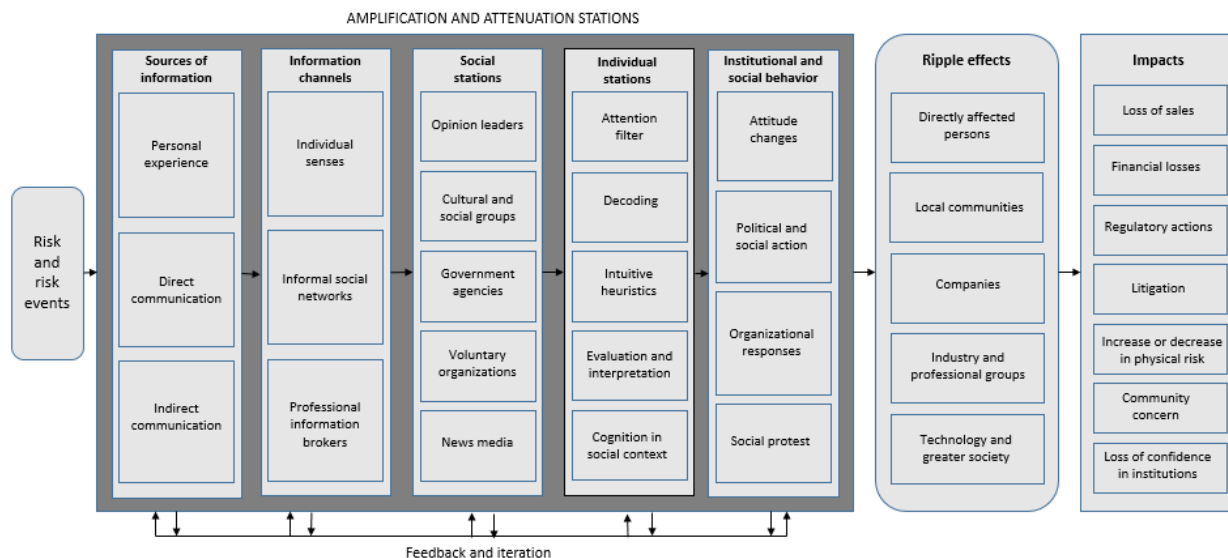 AMPLIFICATION AND ATTENUATION STATIONS
Risk
and
risk
events
Sources of
information
Personal
experience
Direct
communication
Indirect
communication
Information
channels
Individual
senses
Informal social
networks
Professional
information
brokers
Social
stations
Opinion leaders
Cultural and
social groups
Government
agencies
Voluntary
organizations
News media
Individual
stations
Attention
filter
Decoding
Intuitive
heuristics
Evaluation and
interpretation
Cognition in
social context
Institutional and
social behavior
Attitude
changes
Political and
social action
Organizational
responses
Social protest
Ripple effects
Directly affected
persons
Local communities
Companies
Industry and
professional groups
Technology and
greater society
Impacts
Loss of sales
Financial losses
Regulatory actions
Litigation
Increase or decrease
in physical risk
Community
concern
Loss of confidence
in institutions
Feedback and iteration